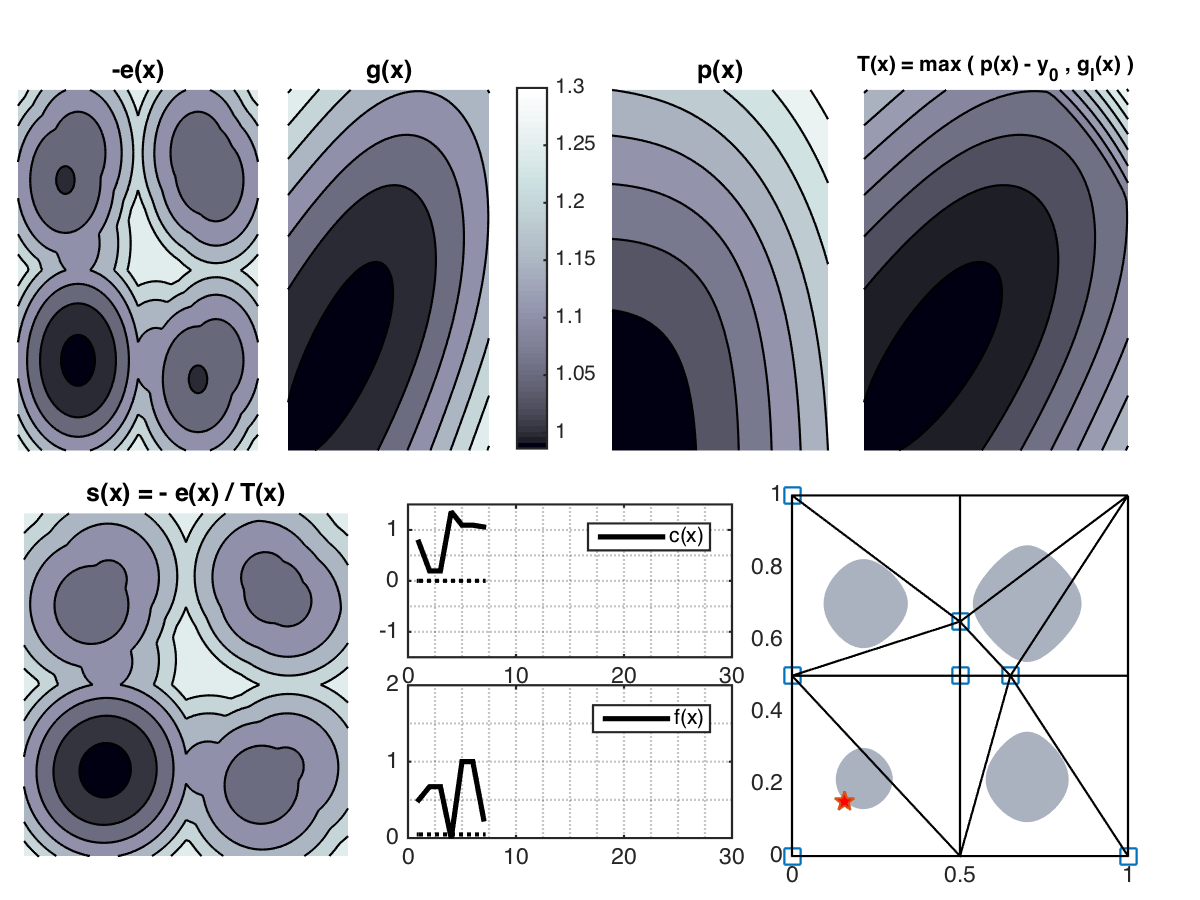 -e(x)
g(x)
p(x)
T(x) = max ( p(x) - y0 , gl(x) )
1.3
1.25
1.2
1.15
1.1
1.05
1
s(x) = - e(x) / T(x)
c(x)
1
0
-1
0 10 20 30
f(x)
2
1
0
0 10 20 30
1
0.8
0.6
0.4
0.2
0
0 0.5 1